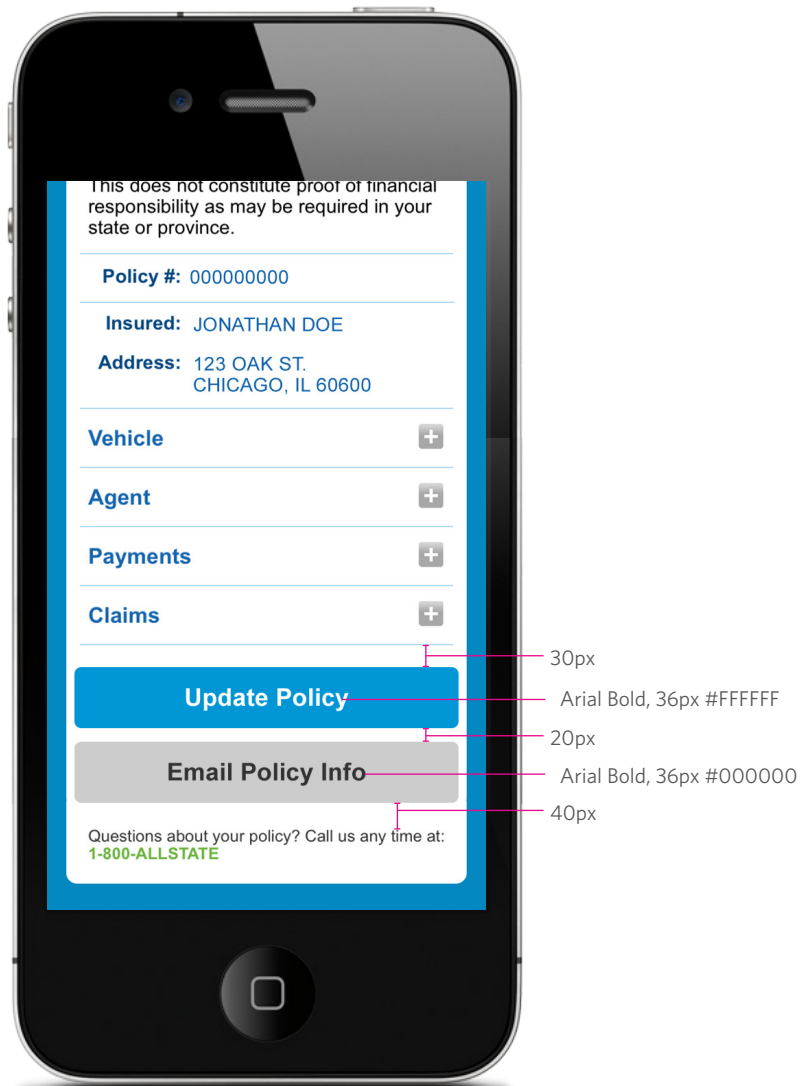 This does not constitute proof of financial
responsibility as may be required in your
state or province.
Policy #: 000000000
Insured: JONATHAN DOE
Address: 123 OAK ST.
CHICAGO, IL 60600
Vehicle
Agent
Payments
Claims
30px
Update Policy
Arial Bold, 36px #FFFFFF
20px
Email Policy Info
Arial Bold, 36px #000000
40px
Questions about your policy? Call us any time at:
1-800-ALLSTATE